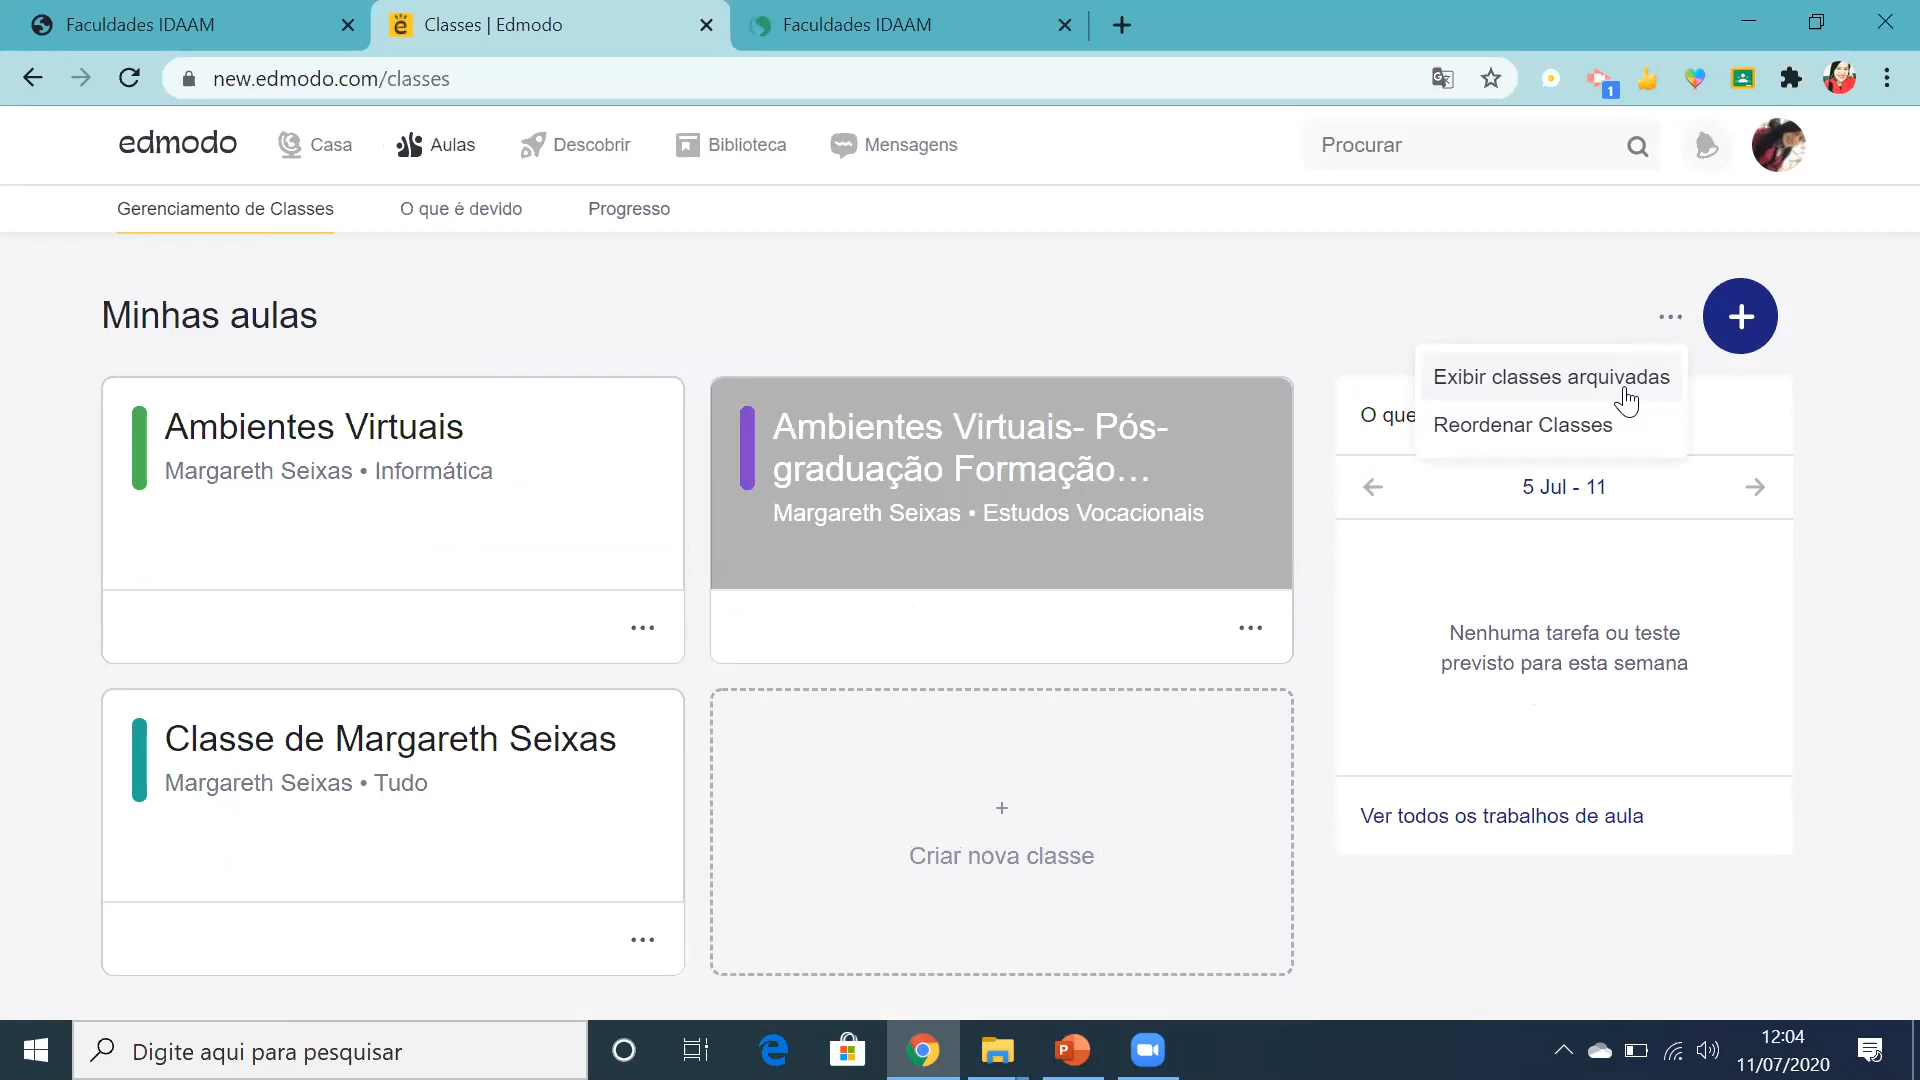 Faculdades IDAAM
Classes | Edmodo
Faculdades IDAAM
new.edmodo.com/classes
1
edmodo
Casa
Aulas
Descobrir
Biblioteca
Mensagens
Procurar
Gerenciamento de Classes
O que é devido
Progresso
Minhas aulas
Exibir classes arquivadas
Reordenar Classes
Ambientes Virtuais
Margareth Seixas • Informática
Ambientes Virtuais- Pós-
graduação Formação…
Margareth Seixas • Estudos Vocacionais
O que
5 Jul - 11
Nenhuma tarefa ou teste
previsto para esta semana
Ver todos os trabalhos de aula
Classe de Margareth Seixas
Margareth Seixas • Tudo
+
Criar nova classe
Digite aqui para pesquisar
12:04
11/07/2020